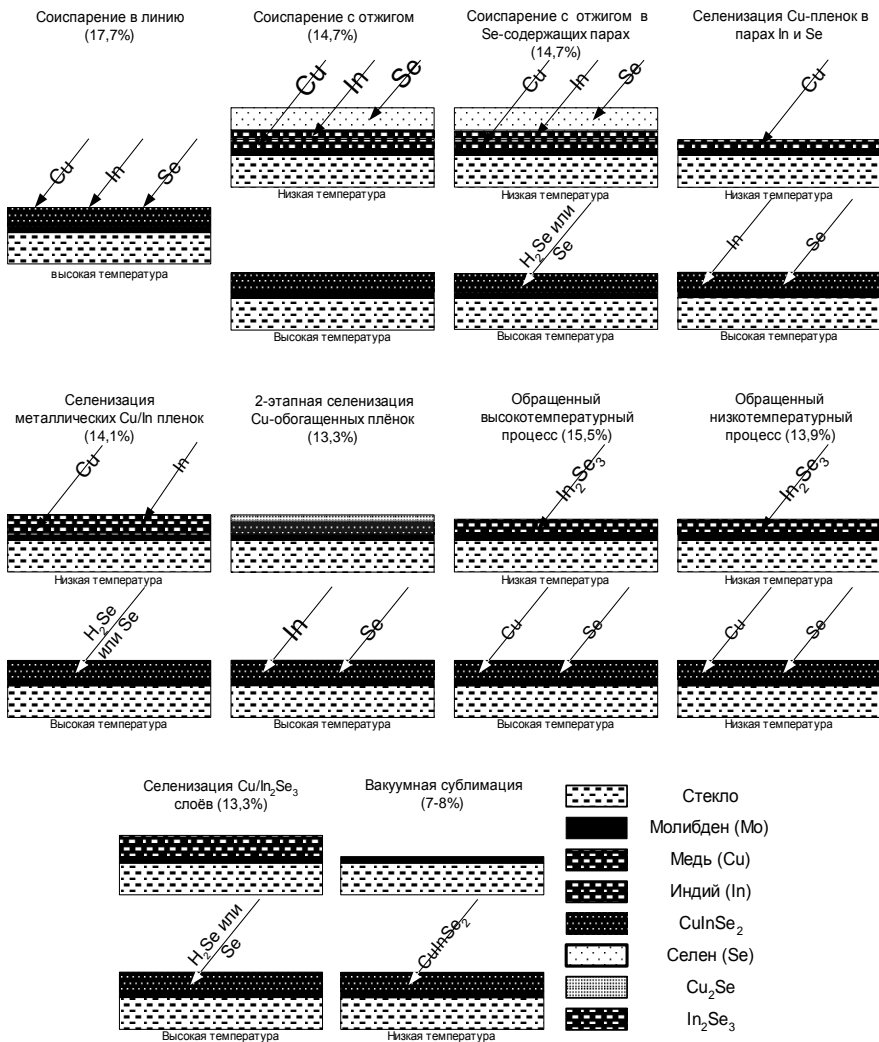 Соиспарение в линию
(17,7%)
Cu
In
Se
высокая температура
Соиспарение с отжигом
(14,7%)
Cu
In
Se
Низкая температура
Высокая температура
Соиспарение с отжигом в
Se-содержащих парах
(14,7%)
Cu
In
Se
Низкая температура
H2Se или
Se
Высокая температура
Селенизация Cu-пленок в
парах In и Se
Cu
Низкая температура
In
Se
Высокая температура
Селенизация
металлических Cu/In пленок
(14,1%)
Cu
In
Низкая температура
H2Se
или Se
Высокая температура
2-этапная селенизация
Cu-обогащенных плёнок
(13,3%)
In
Se
Высокая температура
Обращенный
высокотемпературный
процесс (15,5%)
In2Se3
Низкая температура
Cu
Se
Высокая температура
Обращенный
низкотемпературный
процесс (13,9%)
In2Se3
Низкая температура
Cu
Se
Низкая температура
Селенизация Cu/In2Se3
слоёв (13,3%)
H2Se или
Se
Высокая температура
Вакуумная сублимация
(7-8%)
CuInSe2
Низкая температура
Стекло
Молибден (Mo)
Медь (Cu)
Индий (In)
CuInSe2
Селен (Se)
Cu2Se
In2Se3